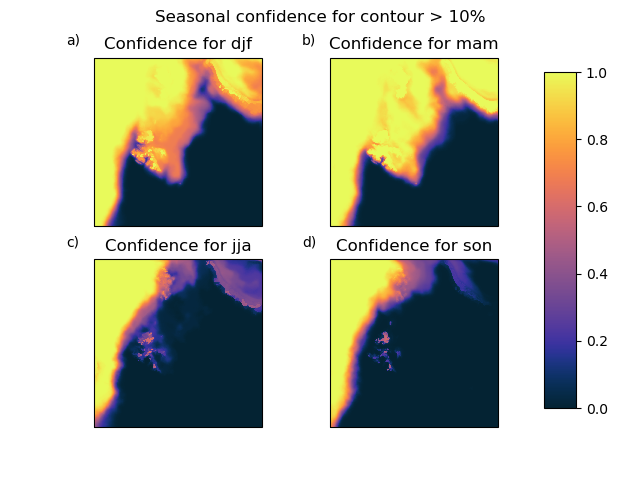 Seasonal confidence for contour > 10%
a) Confidence for djf
b) Confidence for mam
c) Confidence for jja
d) Confidence for son
1.0
0.8
0.6
0.4
0.2
0.0